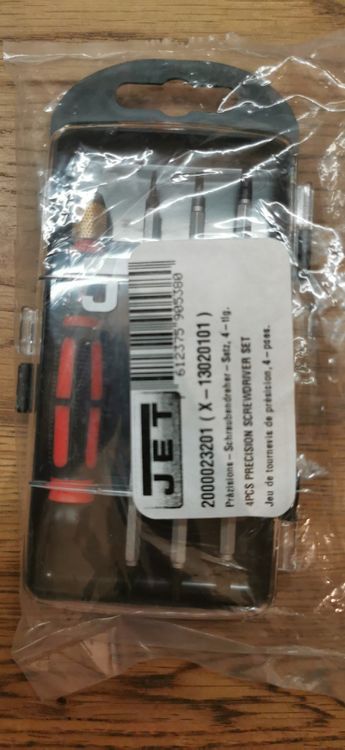 J
JET
612375"905380
2000023201 ( X-13020101 )
Präzisions-Schraubendreher-Satz, 4-tlg.
4PCS PRECISION SCREWDRIVER SET
Jeu de tournevis de précision, 4-pces.